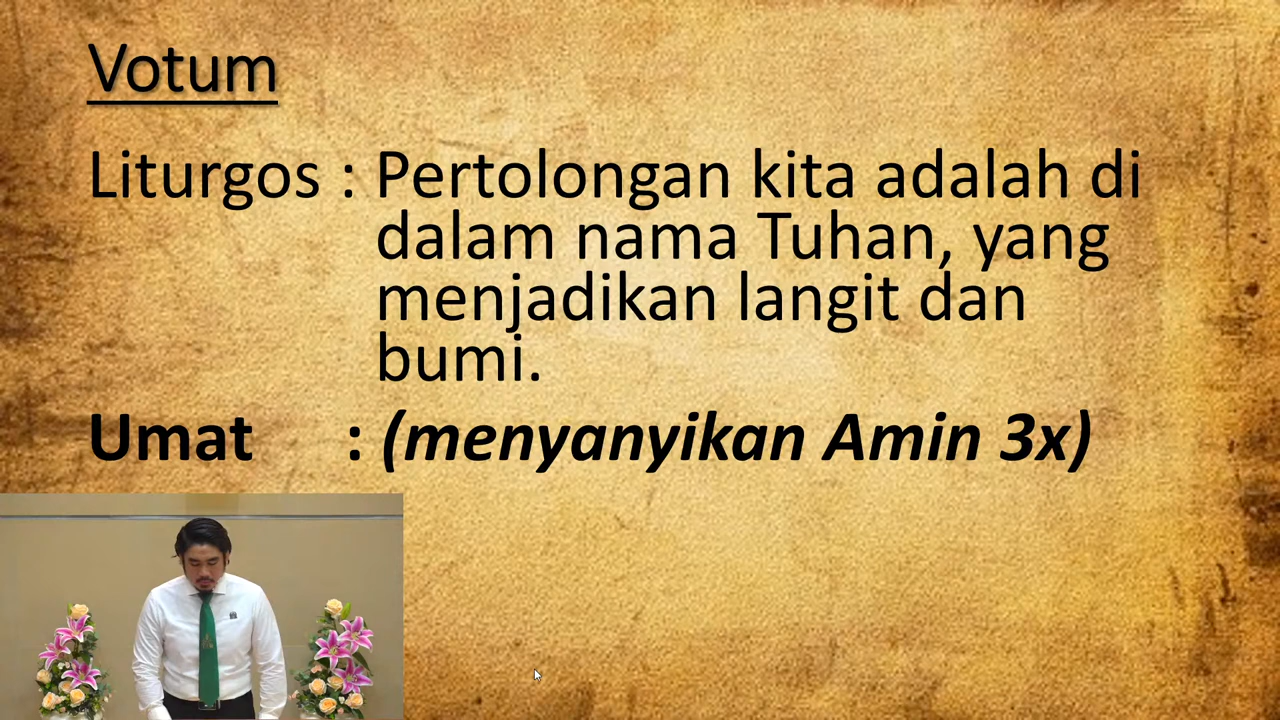 Votum
Liturgos : Pertolongan kita adalah di
dalam nama Tuhan, yang
menjadikan langit dan
bumi.
Umat : (menyanyikan Amin 3x)